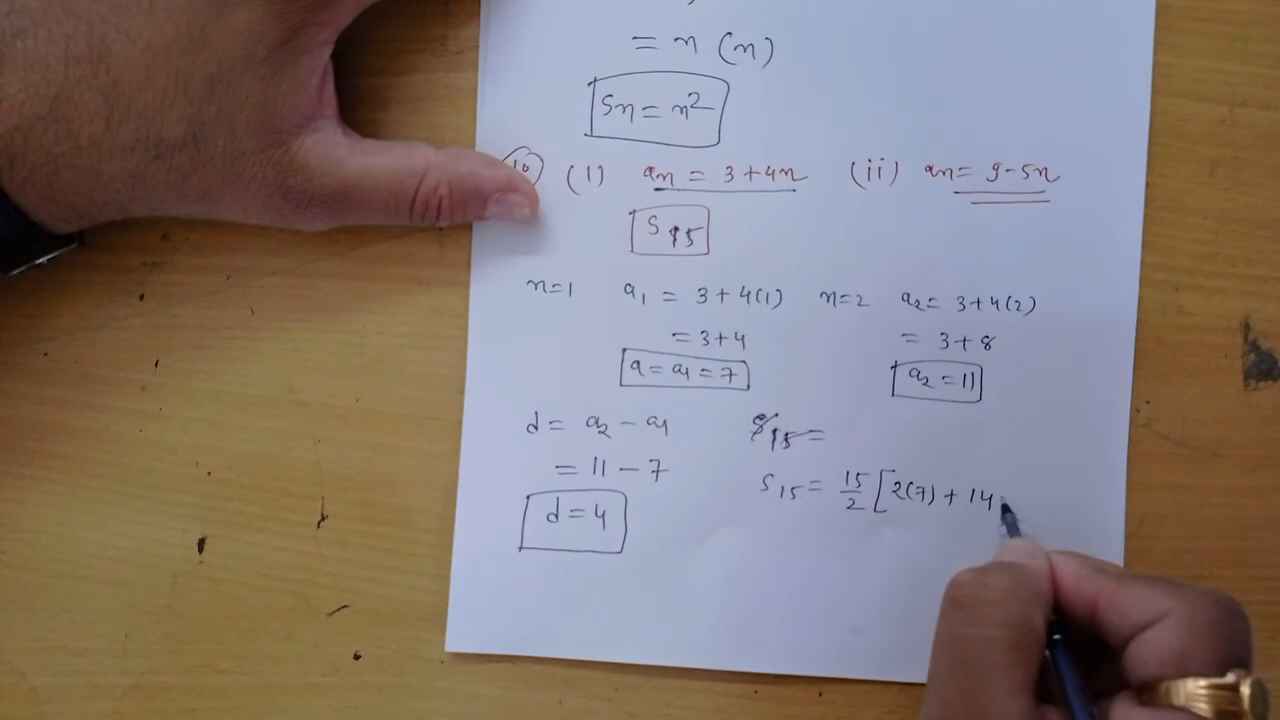 = n (n)
Sn = n²
10 (1) an = 3+4n (ii) an= 9-5n
S15
n=1 a1 = 3+4(1) n=2 a2= 3+4(2)
= 3+4 = 3+8
a = a1 = 7 a2 = 11
d = a2 - a1 S15 =
= 11 - 7 S15 = 15/2 [2(7) + 14
d = 4